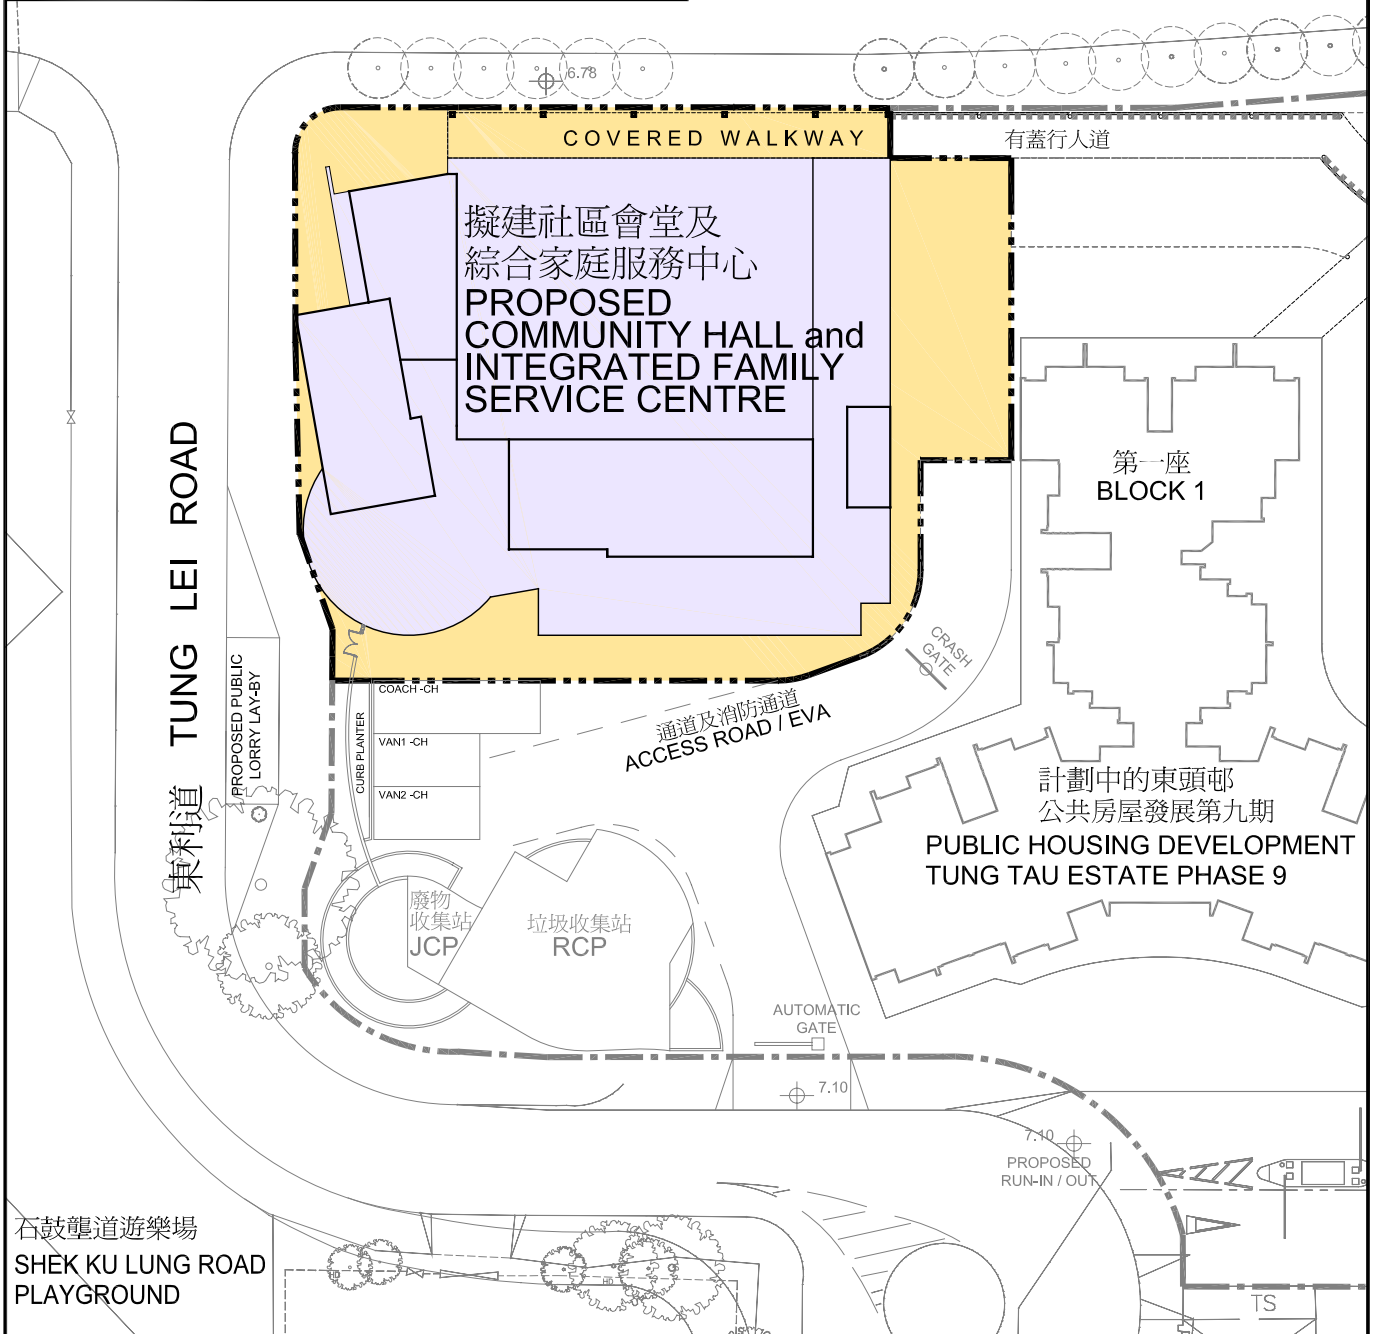 6.78
COVERED WALKWAY
有蓋行人道
擬建社區會堂及
綜合家庭服務中心
PROPOSED
COMMUNITY HALL and
INTEGRATED FAMILY
SERVICE CENTRE
第一座
BLOCK 1
東利道 TUNG LEI ROAD
PROPOSED PUBLIC
LORRY LAY-BY
CURB PLANTER
COACH -CH
VAN1 -CH
VAN2 -CH
CRASH
GATE
通道及消防通道
ACCESS ROAD / EVA
計劃中的東頭邨
公共房屋發展第九期
PUBLIC HOUSING DEVELOPMENT
TUNG TAU ESTATE PHASE 9
廢物
收集站
JCP
垃圾收集站
RCP
AUTOMATIC
GATE
7.10
7.10
PROPOSED
RUN-IN / OUT
石鼓壟道遊樂場
SHEK KU LUNG ROAD
PLAYGROUND
TS